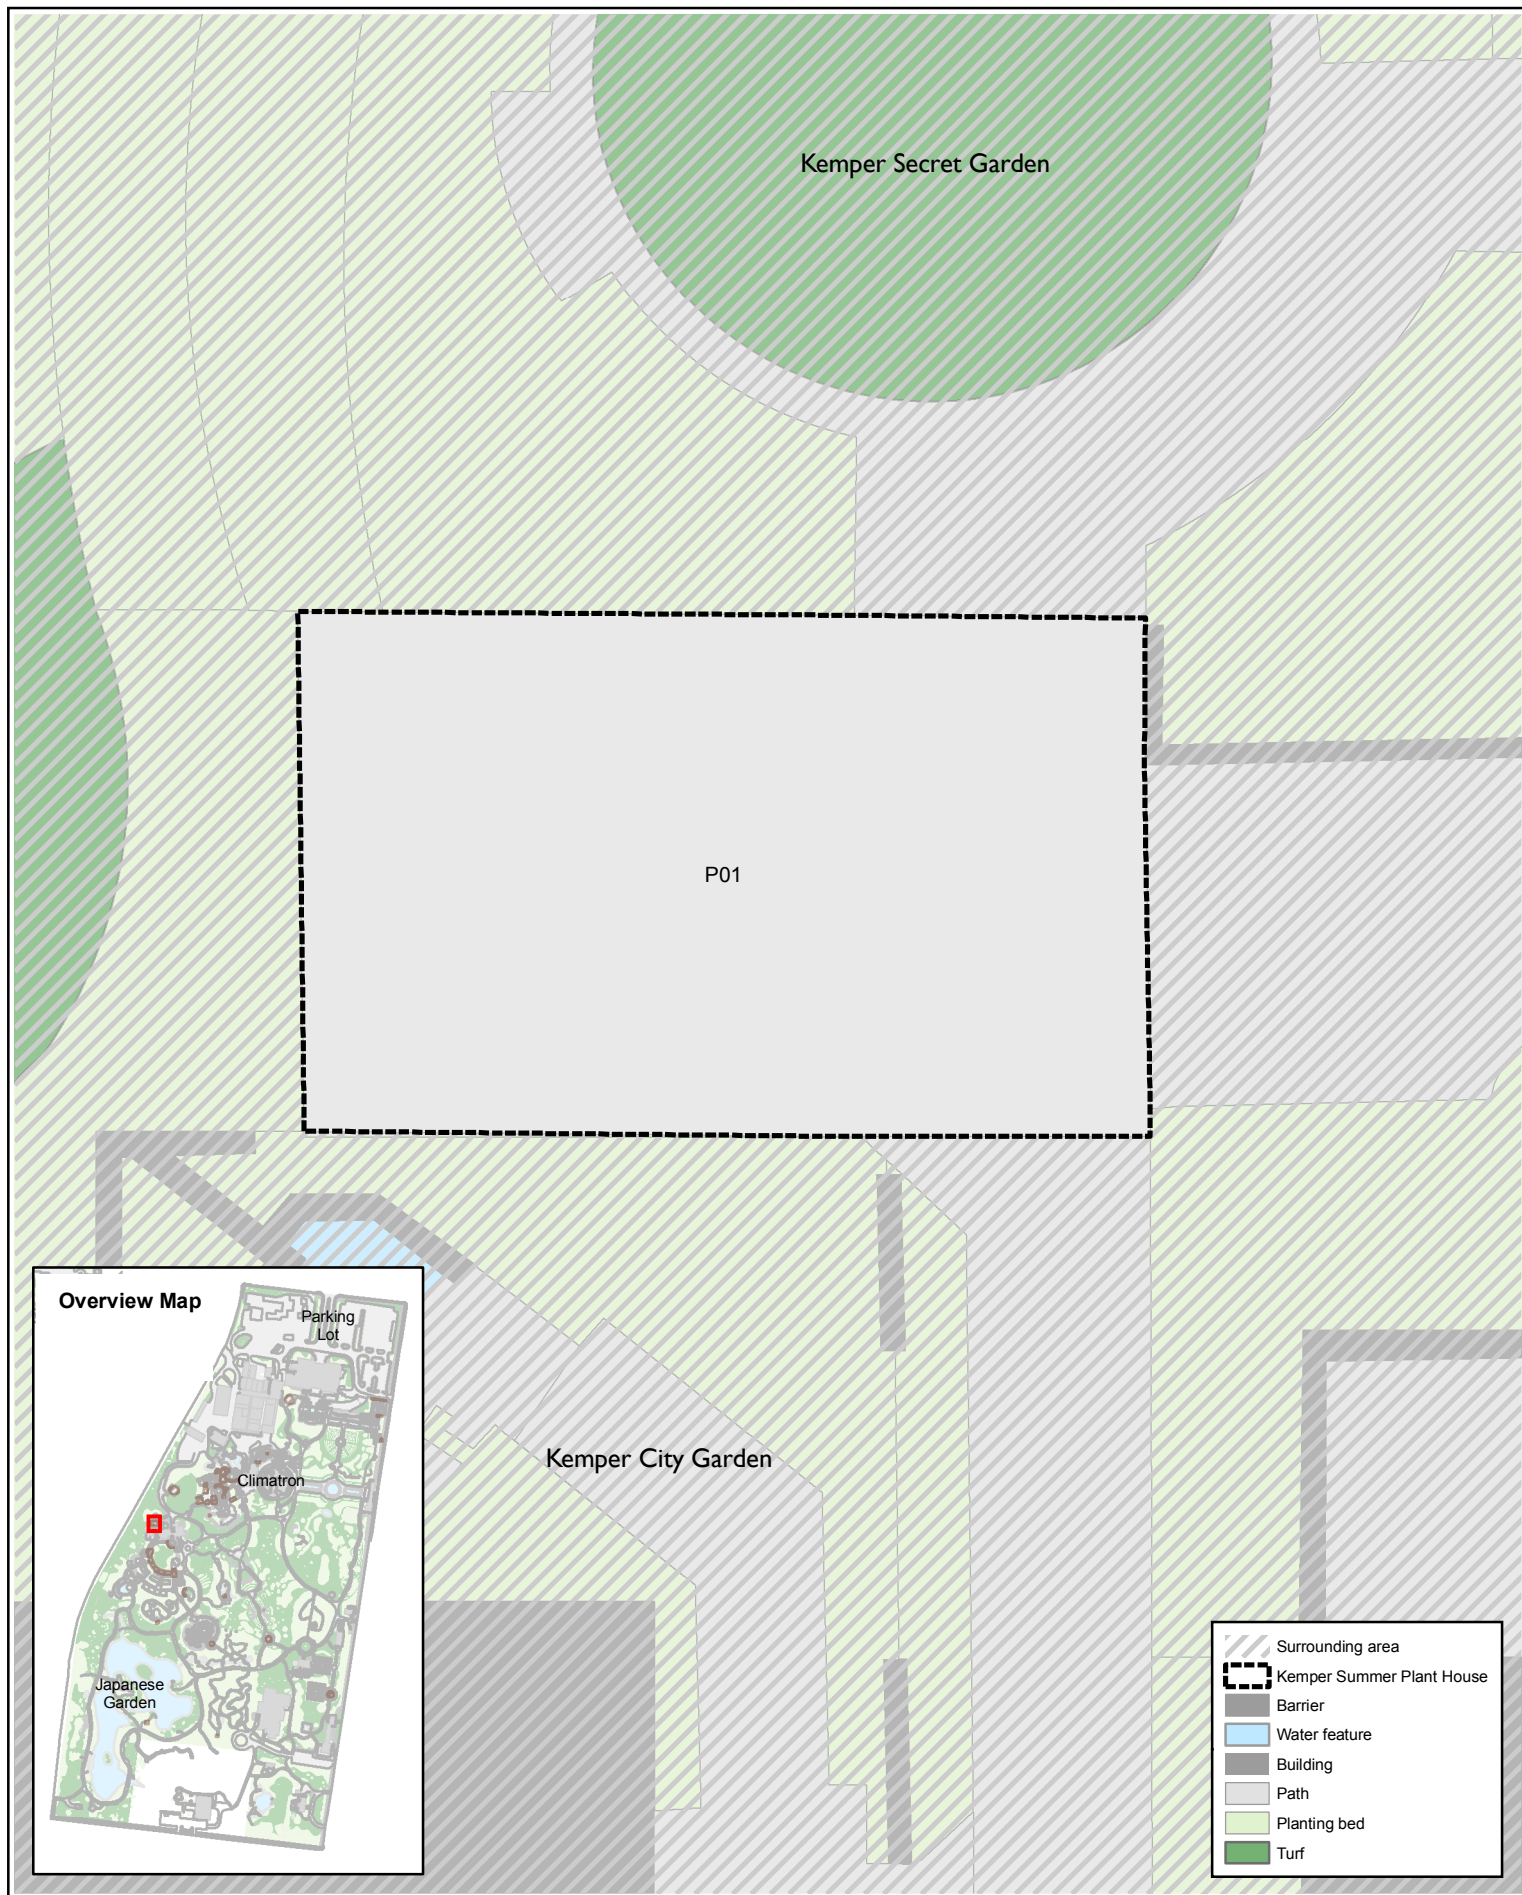 Kemper Secret Garden
P01
Kemper City Garden
Overview Map
Parking
Lot
Climatron
Japanese
Garden
Surrounding area
Kemper Summer Plant House
Barrier
Water feature
Building
Path
Planting bed
Turf